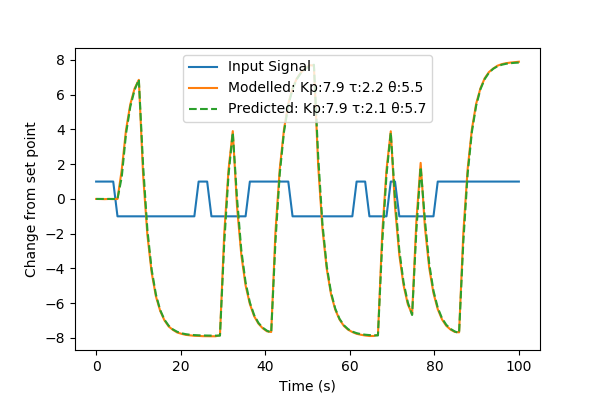 Input Signal
Modelled: Kp:7.9 τ:2.2 θ:5.5
Predicted: Kp:7.9 τ:2.1 θ:5.7
Change from set point
8
6
4
2
0
−2
−4
−6
−8
0 20 40 60 80 100
Time (s)